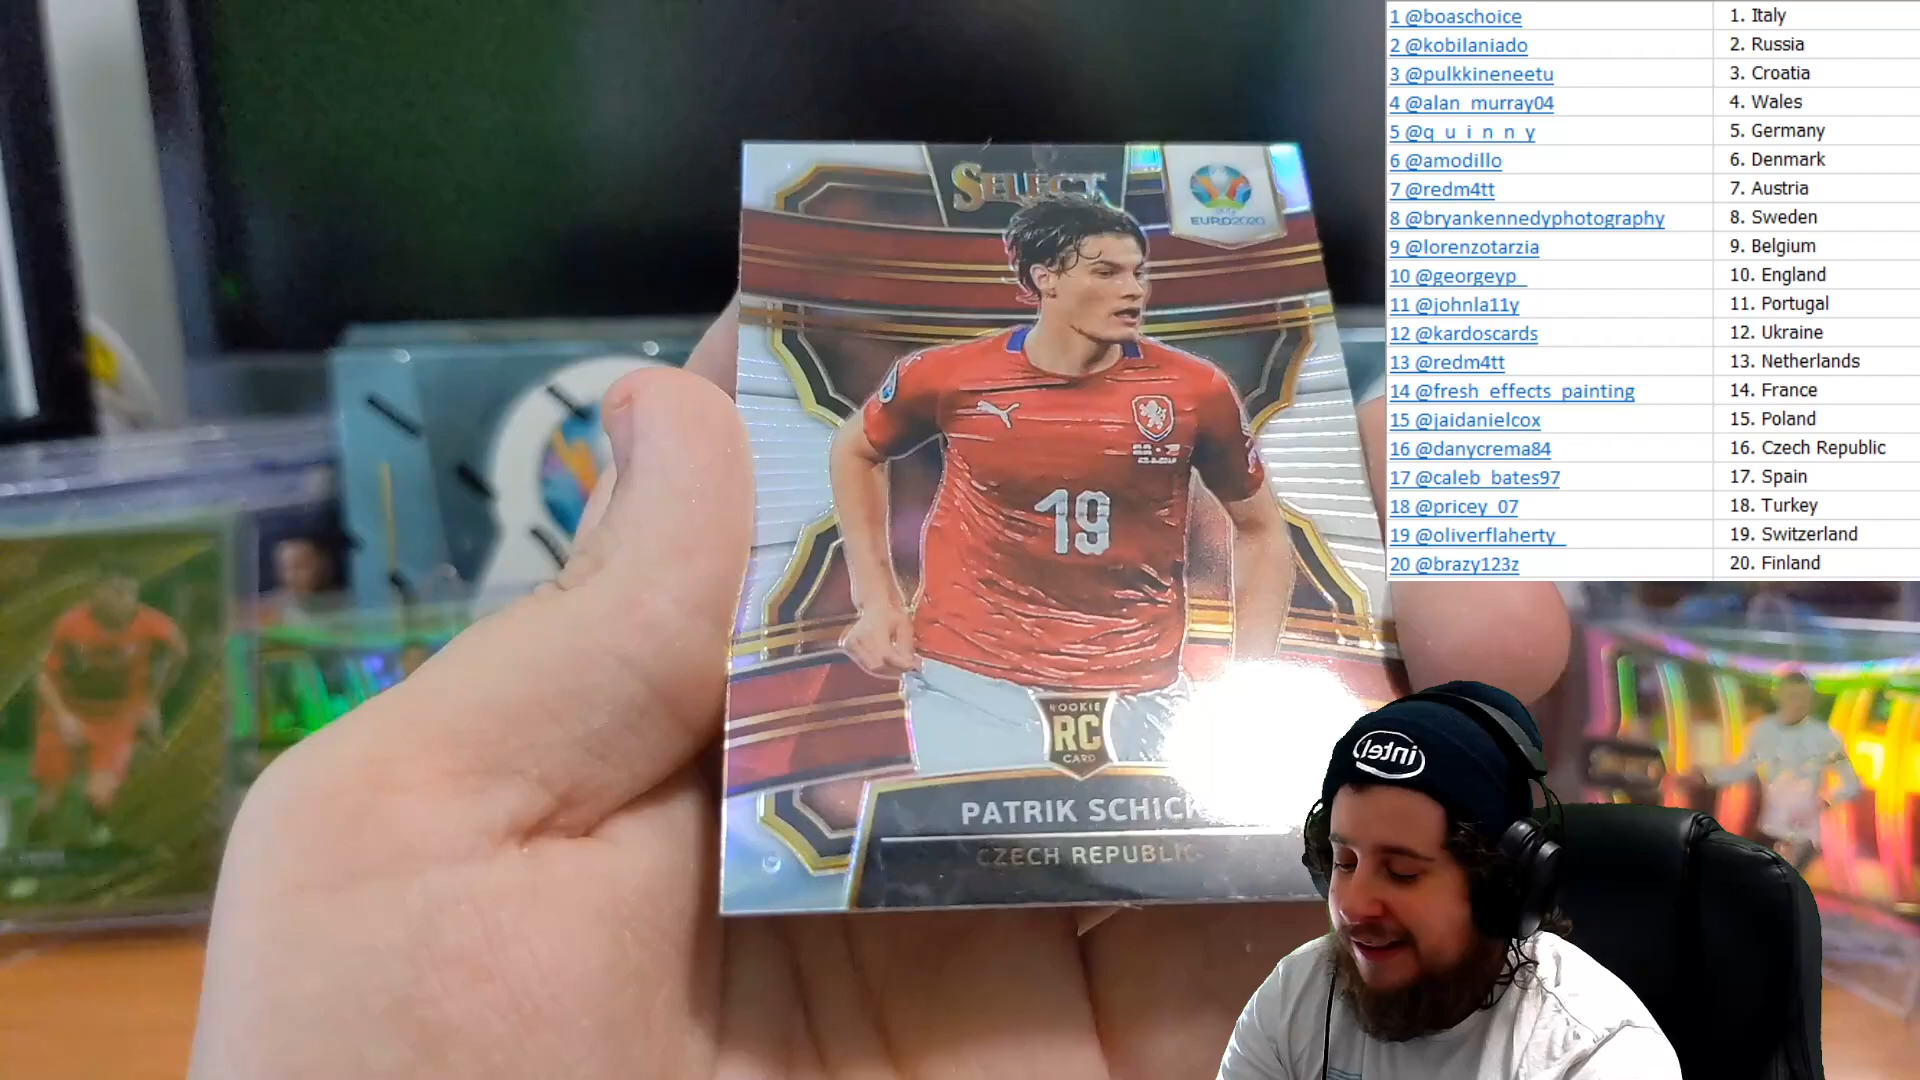 1 @boaschoice 1. Italy
2 @kobilaniado 2. Russia
3 @pulkkineneetu 3. Croatia
4 @alan_murray04 4. Wales
5 @q_u_i_n_n_y 5. Germany
6 @amodillo 6. Denmark
7 @redm4tt 7. Austria
8 @bryankennedyphotography 8. Sweden
9 @lorenzotarzia 9. Belgium
10 @georgeyp_ 10. England
11 @johnla11y 11. Portugal
12 @kardoscards 12. Ukraine
13 @redm4tt 13. Netherlands
14 @fresh_effects_painting 14. France
15 @jaidanielcox 15. Poland
16 @danycrema84 16. Czech Republic
17 @caleb_bates97 17. Spain
18 @pricey_07 18. Turkey
19 @oliverflaherty_ 19. Switzerland
20 @brazy123z 20. Finland
SELECT
EURO2020
19
ROOKIE
RC
CARD
PATRIK SCHICK
CZECH REPUBLIC
intel